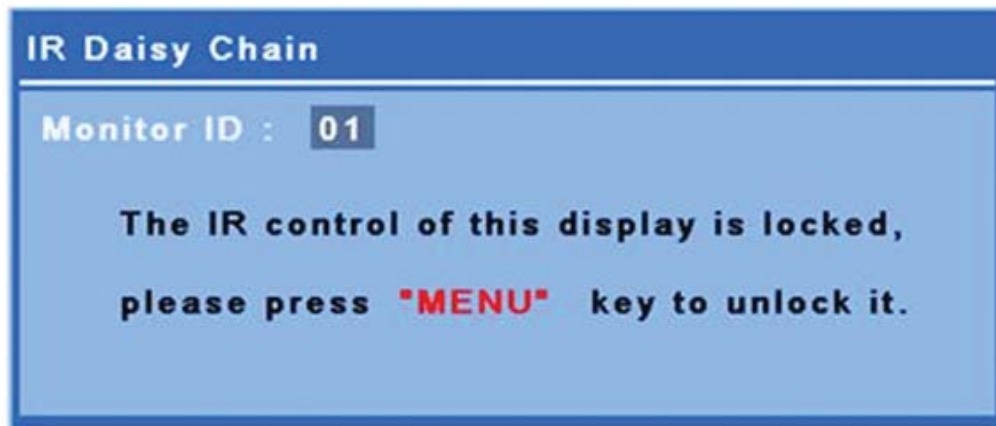 IR Daisy Chain
Monitor ID : 01
The IR control of this display is locked,
please press "MENU" key to unlock it.